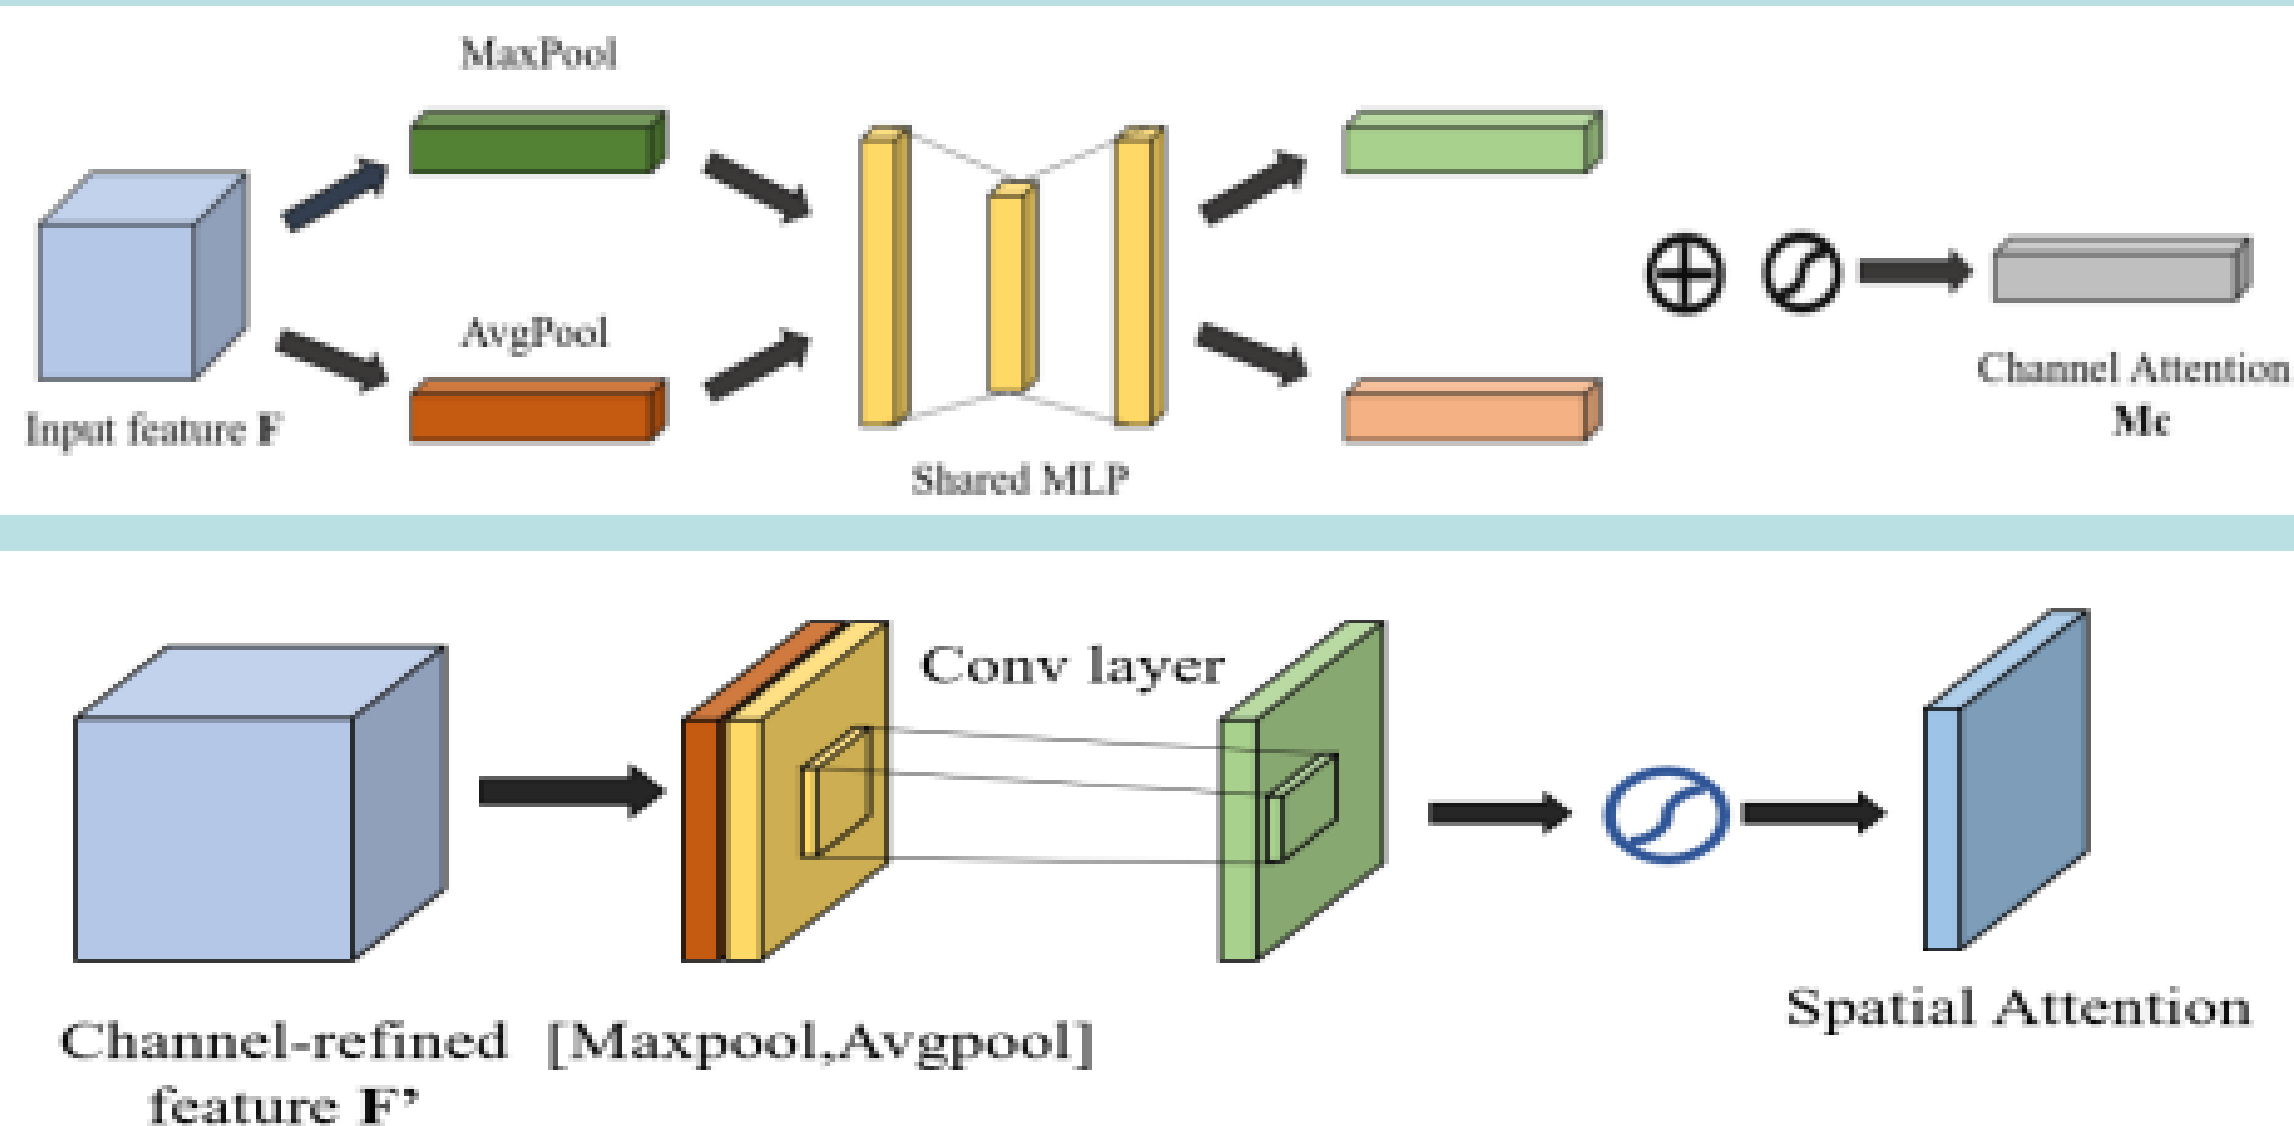 MaxPool
AvgPool
Input feature F
Shared MLP
Channel Attention
Mc
Conv layer
Spatial Attention
Channel-refined
feature F’
[Maxpool,Avgpool]